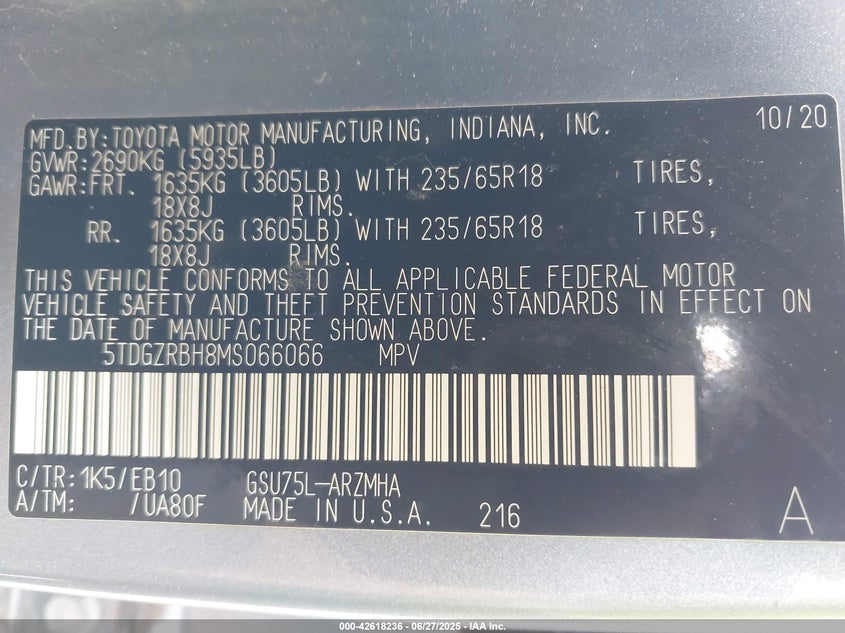 MFD.BY:TOYOTA MOTOR MANUFACTURING, INDIANA, INC. 10/20
GVWR:2690KG (5935LB)
GAWR:FRT. 1635KG (3605LB) WITH 235/65R18 TIRES,
18X8J RIMS.
RR. 1635KG (3605LB) WITH 235/65R18 TIRES,
18X8J RIMS.
THIS VEHICLE CONFORMS TO ALL APPLICABLE FEDERAL MOTOR
VEHICLE SAFETY AND THEFT PREVENTION STANDARDS IN EFFECT ON
THE DATE OF MANUFACTURE SHOWN ABOVE.
5TDGZRBH8MS066066 MPV
C/TR:1K5/EB10 GSU75L-ARZMHA
A/TM: /UA80F MADE IN U.S.A. 216 A
000-42618236 - 06/27/2025 - IAA Inc.